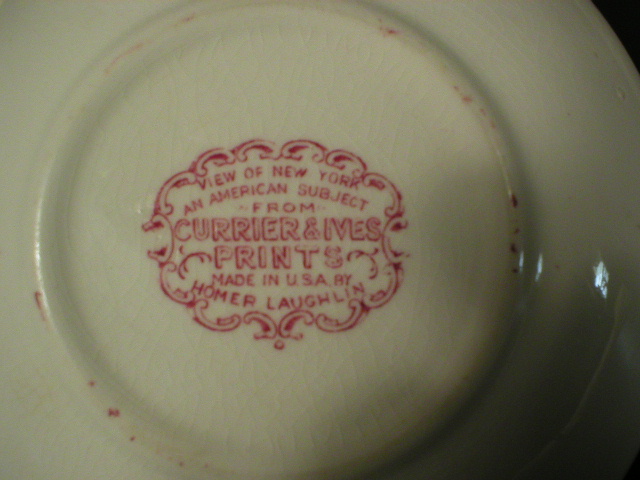 VIEW OF NEW YORK
AN AMERICAN SUBJECT
- FROM -
CURRIER & IVES
PRINTS
MADE IN U.S.A. BY
HOMER LAUGHLIN